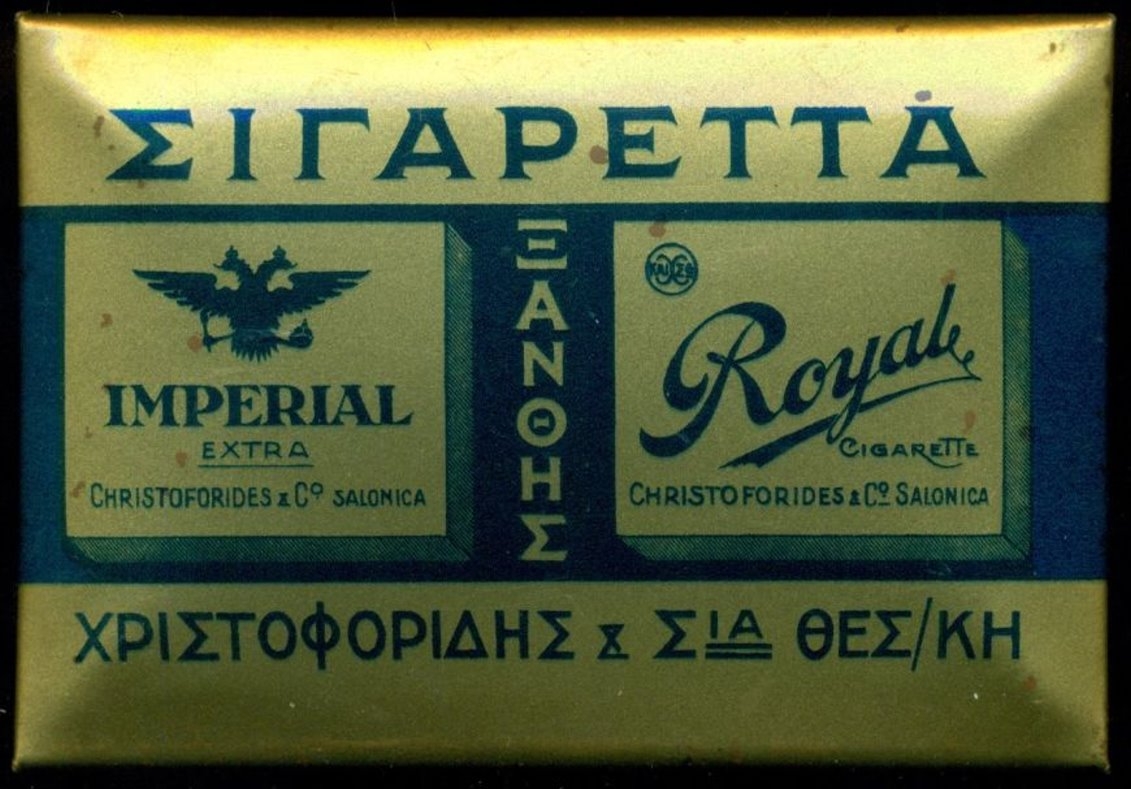 ΣΙΓΑΡΕΤΤΑ
IMPERIAL
EXTRA
CHRISTOFORIDES & Cº SALONICA
ΞΑΝΘΗΣ
Royal
CIGARETTE
CHRISTOFORIDES & Cº SALONICA
ΧΡΙΣΤΟΦΟΡΙΔΗΣ & ΣΙΑ ΘΕΣ/ΚΗ